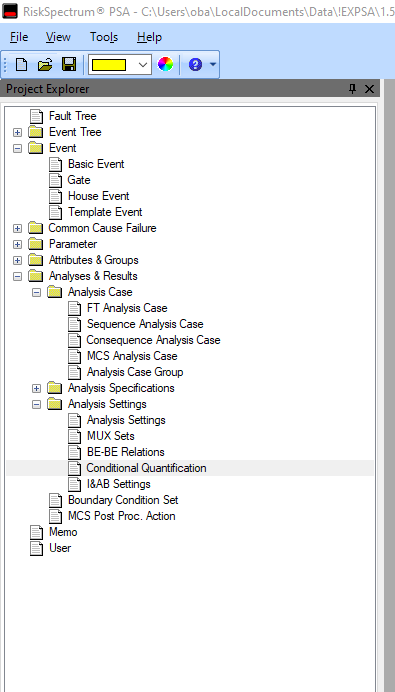 RiskSpectrum® PSA - C:\Users\oba\LocalDocuments\Data\!EXPSA\1.5
File View Tools Help
Project Explorer
Fault Tree
Event Tree
Event
Basic Event
Gate
House Event
Template Event
Common Cause Failure
Parameter
Attributes & Groups
Analyses & Results
Analysis Case
FT Analysis Case
Sequence Analysis Case
Consequence Analysis Case
MCS Analysis Case
Analysis Case Group
Analysis Specifications
Analysis Settings
Analysis Settings
MUX Sets
BE-BE Relations
Conditional Quantification
I&AB Settings
Boundary Condition Set
MCS Post Proc. Action
Memo
User